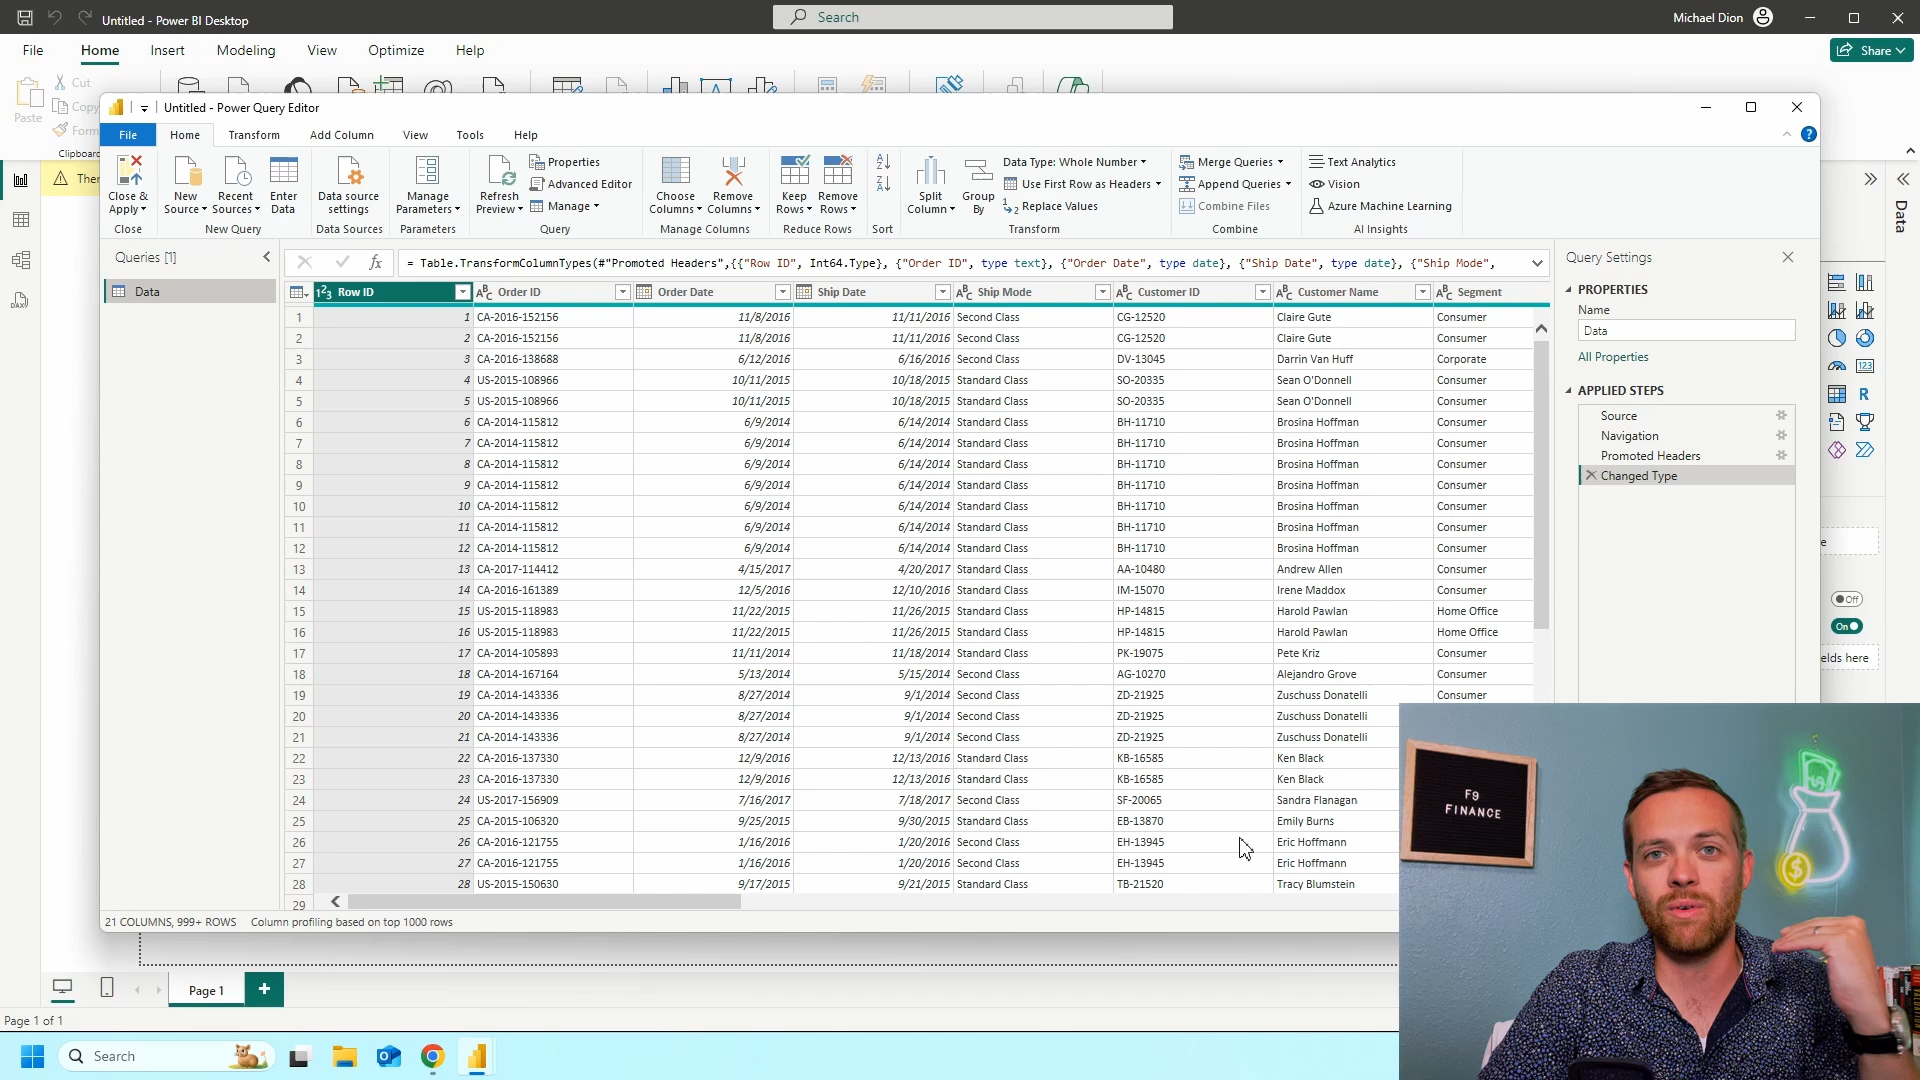 Untitled - Power BI Desktop
Search
Michael Dion
File Home Insert Modeling View Optimize Help
Share
Paste
Cut
Copy
Form
Clipboard
Ther
Untitled - Power Query Editor
File Home Transform Add Column View Tools Help
Close & Apply
Close
New Source
Recent Sources
Enter Data
New Query
Data source settings
Data Sources
Manage Parameters
Parameters
Refresh Preview
Properties
Advanced Editor
Manage
Query
Choose Columns
Remove Columns
Manage Columns
Keep Rows
Remove Rows
Reduce Rows
Sort
Split Column
Group By
Data Type: Whole Number
Use First Row as Headers
Replace Values
Transform
Merge Queries
Append Queries
Combine Files
Combine
Text Analytics
Vision
Azure Machine Learning
AI Insights
Data
Queries [1]
Data
= Table.TransformColumnTypes(#"Promoted Headers",{{"Row ID", Int64.Type}, {"Order ID", type text}, {"Order Date", type date}, {"Ship Date", type date}, {"Ship Mode",
Row ID Order ID Order Date Ship Date Ship Mode Customer ID Customer Name Segment
1 1 CA-2016-152156 11/8/2016 11/11/2016 Second Class CG-12520 Claire Gute Consumer
2 2 CA-2016-152156 11/8/2016 11/11/2016 Second Class CG-12520 Claire Gute Consumer
3 3 CA-2016-138688 6/12/2016 6/16/2016 Second Class DV-13045 Darrin Van Huff Corporate
4 4 US-2015-108966 10/11/2015 10/18/2015 Standard Class SO-20335 Sean O'Donnell Consumer
5 5 US-2015-108966 10/11/2015 10/18/2015 Standard Class SO-20335 Sean O'Donnell Consumer
6 6 CA-2014-115812 6/9/2014 6/14/2014 Standard Class BH-11710 Brosina Hoffman Consumer
7 7 CA-2014-115812 6/9/2014 6/14/2014 Standard Class BH-11710 Brosina Hoffman Consumer
8 8 CA-2014-115812 6/9/2014 6/14/2014 Standard Class BH-11710 Brosina Hoffman Consumer
9 9 CA-2014-115812 6/9/2014 6/14/2014 Standard Class BH-11710 Brosina Hoffman Consumer
10 10 CA-2014-115812 6/9/2014 6/14/2014 Standard Class BH-11710 Brosina Hoffman Consumer
11 11 CA-2014-115812 6/9/2014 6/14/2014 Standard Class BH-11710 Brosina Hoffman Consumer
12 12 CA-2014-115812 6/9/2014 6/14/2014 Standard Class BH-11710 Brosina Hoffman Consumer
13 13 CA-2017-114412 4/15/2017 4/20/2017 Standard Class AA-10480 Andrew Allen Consumer
14 14 CA-2016-161389 12/5/2016 12/10/2016 Standard Class IM-15070 Irene Maddox Consumer
15 15 US-2015-118983 11/22/2015 11/26/2015 Standard Class HP-14815 Harold Pawlan Home Office
16 16 US-2015-118983 11/22/2015 11/26/2015 Standard Class HP-14815 Harold Pawlan Home Office
17 17 CA-2014-105893 11/11/2014 11/18/2014 Standard Class PK-19075 Pete Kriz Consumer
18 18 CA-2014-167164 5/13/2014 5/15/2014 Second Class AG-10270 Alejandro Grove Consumer
19 19 CA-2014-143336 8/27/2014 9/1/2014 Second Class ZD-21925 Zuschuss Donatelli Consumer
20 20 CA-2014-143336 8/27/2014 9/1/2014 Second Class ZD-21925 Zuschuss Donatelli
21 21 CA-2014-143336 8/27/2014 9/1/2014 Second Class ZD-21925 Zuschuss Donatelli
22 22 CA-2016-137330 12/9/2016 12/13/2016 Standard Class KB-16585 Ken Black
23 23 CA-2016-137330 12/9/2016 12/13/2016 Standard Class KB-16585 Ken Black
24 24 US-2017-156909 7/16/2017 7/18/2017 Second Class SF-20065 Sandra Flanagan
25 25 CA-2015-106320 9/25/2015 9/30/2015 Standard Class EB-13870 Emily Burns
26 26 CA-2016-121755 1/16/2016 1/20/2016 Second Class EH-13945 Eric Hoffmann
27 27 CA-2016-121755 1/16/2016 1/20/2016 Second Class EH-13945 Eric Hoffmann
28 28 US-2015-150630 9/17/2015 9/21/2015 Standard Class TB-21520 Tracy Blumstein
29
21 COLUMNS, 999+ ROWS Column profiling based on top 1000 rows
Query Settings
PROPERTIES
Name
Data
All Properties
APPLIED STEPS
Source
Navigation
Promoted Headers
Changed Type
Off
On
elds here
F9
FINANCE
Page 1
Page 1 of 1
Search